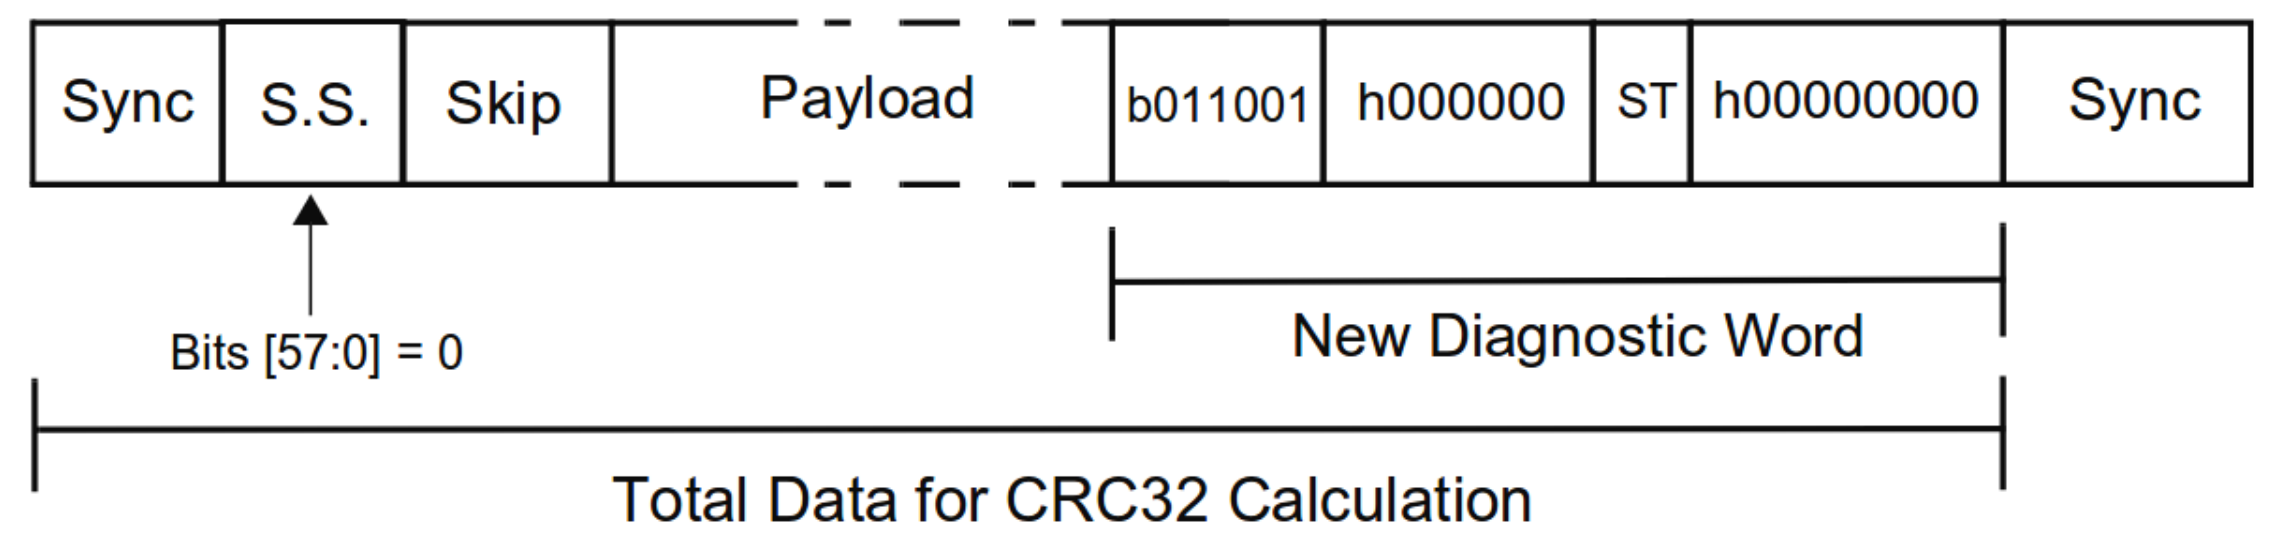 Sync S.S. Skip Payload b011001 h000000 ST h00000000 Sync
Bits [57:0] = 0
New Diagnostic Word
Total Data for CRC32 Calculation